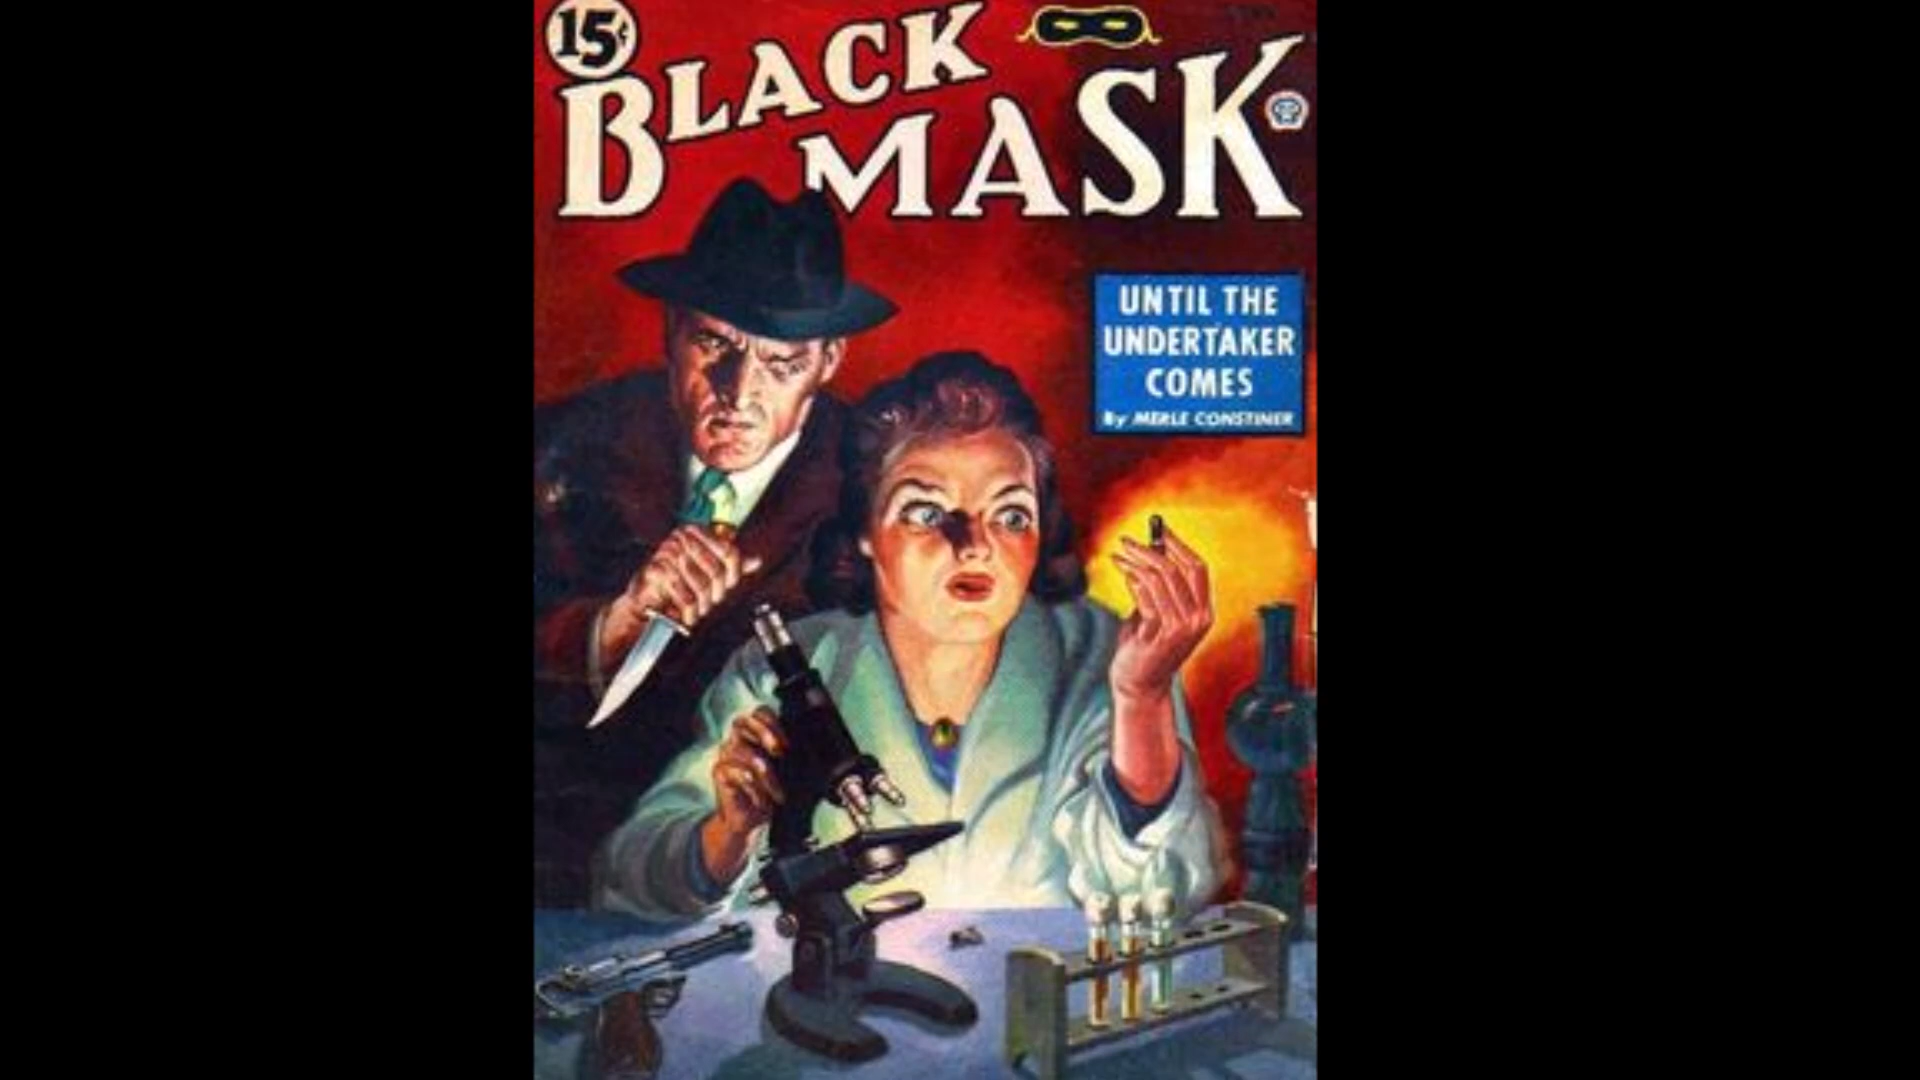 15¢
BLACK
MASK
UNTIL THE
UNDERTAKER
COMES
By MERLE CONSTINER